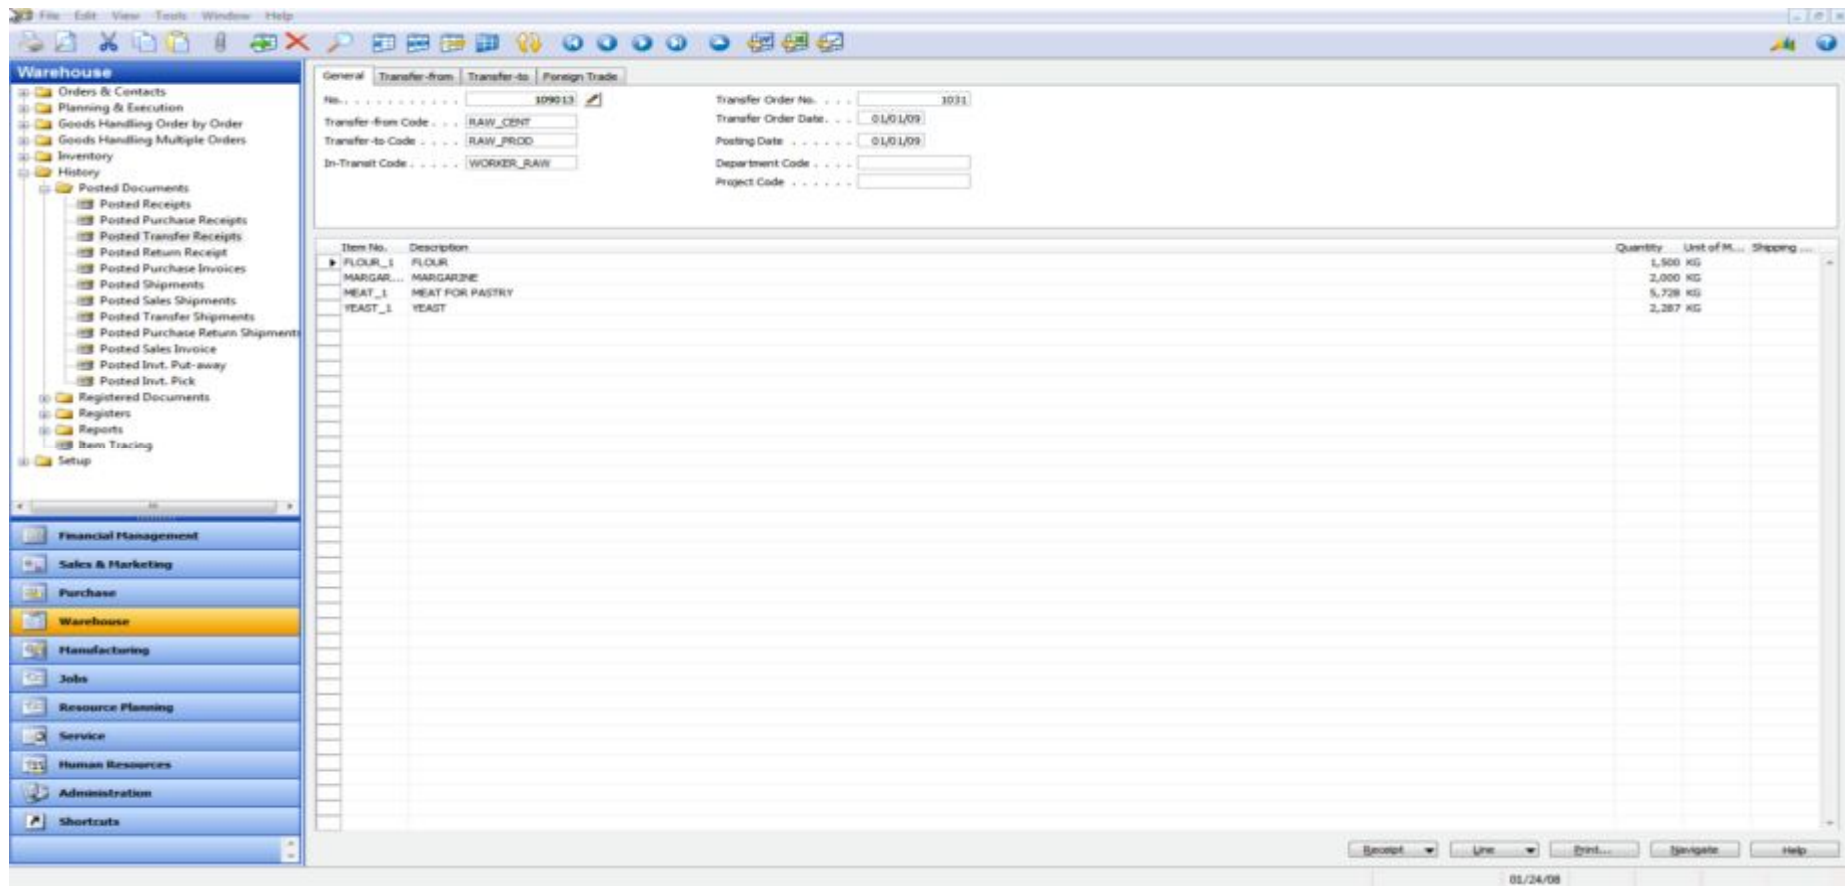 File Edit View Tools Window Help
Warehouse
Orders & Contacts
Planning & Execution
Goods Handling Order by Order
Goods Handling Multiple Orders
Inventory
History
Posted Documents
Posted Receipts
Posted Purchase Receipts
Posted Transfer Receipts
Posted Return Receipt
Posted Purchase Invoices
Posted Shipments
Posted Sales Shipments
Posted Transfer Shipments
Posted Purchase Return Shipments
Posted Sales Invoice
Posted Invt. Put-away
Posted Invt. Pick
Registered Documents
Registers
Reports
Item Tracing
Setup
Financial Management
Sales & Marketing
Purchase
Warehouse
Manufacturing
Jobs
Resource Planning
Service
Human Resources
Administration
Shortcuts
General Transfer-from Transfer-to Foreign Trade
No. . . . . . . . . . . . 109013 Transfer Order No. . . . 1031
Transfer-from Code . . . RAW_CENT Transfer Order Date. . . 01/01/09
Transfer-to Code . . . . RAW_PROD Posting Date . . . . . . 01/01/09
In-Transit Code . . . . . WORKER_RAW Department Code . . . .
Project Code . . . . . .
Item No. Description Quantity Unit of M... Shipping ...
FLOUR_1 FLOUR 1,500 KG
MARGAR... MARGARINE 2,000 KG
MEAT_1 MEAT FOR PASTRY 5,728 KG
YEAST_1 YEAST 2,287 KG
Receipt Line Print... Navigate Help
01/24/08